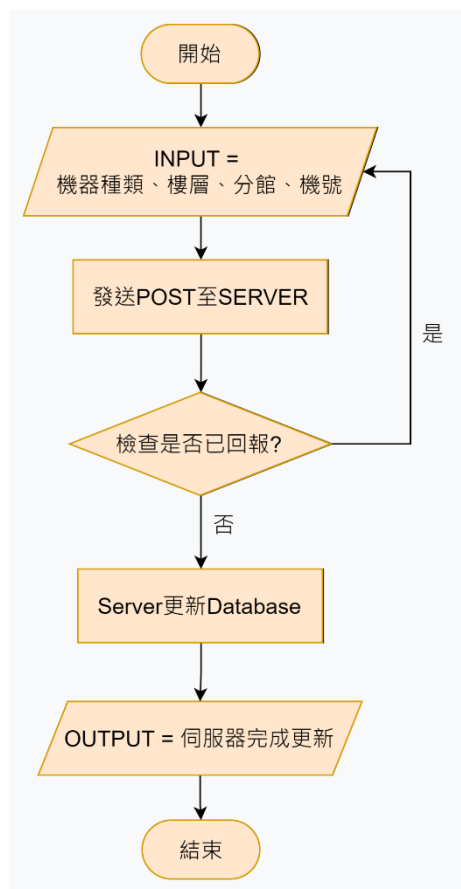 開始
INPUT =
機器種類、樓層、分館、機號
發送POST至SERVER
是
檢查是否已回報?
否
Server更新Database
OUTPUT = 伺服器完成更新
結束